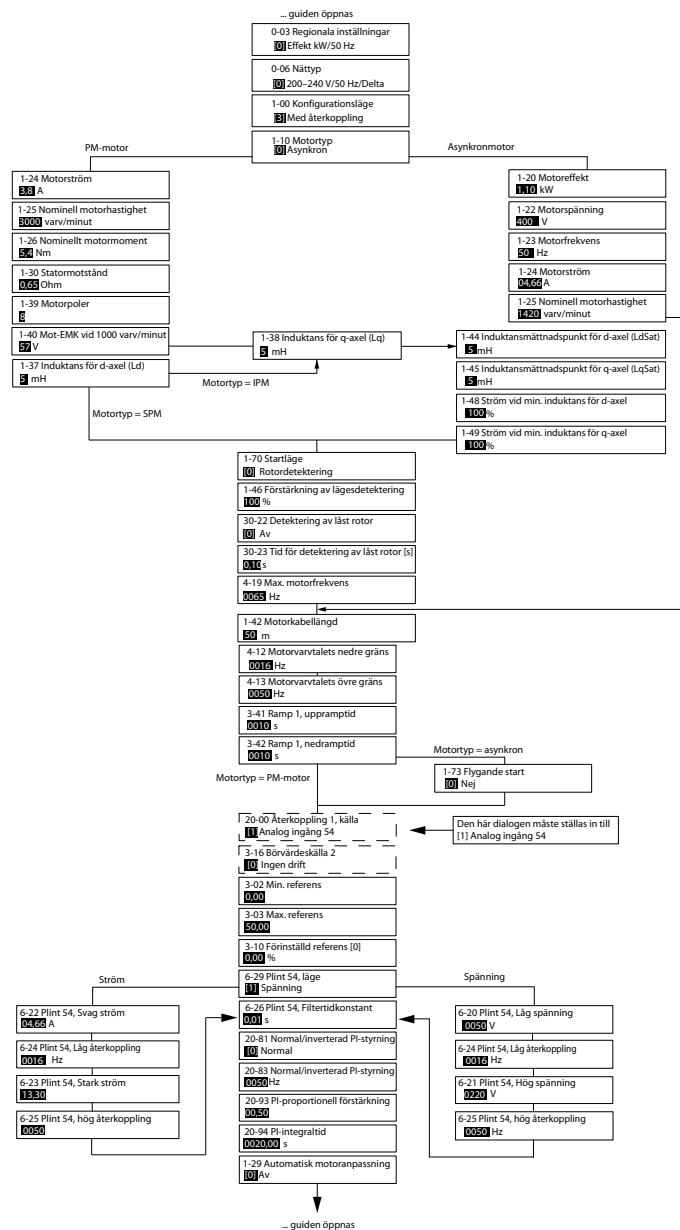 ... guiden öppnas
0-03 Regionala inställningar
[0] Effekt kW/50 Hz
0-06 Nättyp
[0] 200–240 V/50 Hz/Delta
1-00 Konfigurationsläge
[3] Med återkoppling
1-10 Motortyp
[0] Asynkron
PM-motor
Asynkronmotor
1-24 Motorström
3,8 A
1-25 Nominell motorhastighet
3000 varv/minut
1-26 Nominellt motormoment
5,4 Nm
1-30 Statormotstånd
0,65 Ohm
1-39 Motorpoler
8
1-40 Mot-EMK vid 1000 varv/minut
57 V
1-37 Induktans för d-axel (Ld)
5 mH
1-20 Motoreffekt
1,10 kW
1-22 Motorspänning
400 V
1-23 Motorfrekvens
50 Hz
1-24 Motorström
04,66 A
1-25 Nominell motorhastighet
1420 varv/minut
1-38 Induktans för q-axel (Lq)
5 mH
Motortyp = IPM
Motortyp = SPM
1-44 Induktansmättnadspunkt för d-axel (LdSat)
5 mH
1-45 Induktansmättnadspunkt för q-axel (LqSat)
5 mH
1-48 Ström vid min. induktans för d-axel
100 %
1-49 Ström vid min. induktans för q-axel
100 %
1-70 Startläge
[0] Rotordetektering
1-46 Förstärkning av lägesdetektering
100 %
30-22 Detektering av låst rotor
[0] Av
30-23 Tid för detektering av låst rotor [s]
0,10 s
4-19 Max. motorfrekvens
0065 Hz
1-42 Motorkabellängd
50 m
4-12 Motorvarvtalets nedre gräns
0016 Hz
4-13 Motorvarvtalets övre gräns
0050 Hz
3-41 Ramp 1, uppramptid
0010 s
3-42 Ramp 1, nedramptid
0010 s
Motortyp = asynkron
Motortyp = PM-motor
1-73 Flygande start
[0] Nej
20-00 Återkoppling 1, källa
[1] Analog ingång 54
Den här dialogen måste ställas in till
[1] Analog ingång 54
3-16 Börvärdeskälla 2
[0] Ingen drift
3-02 Min. referens
0,00
3-03 Max. referens
50,00
3-10 Förinställd referens [0]
0,00 %
Ström
Spänning
6-29 Plint 54, läge
[1] Spänning
6-22 Plint 54, Svag ström
04,66 A
6-24 Plint 54, Låg återkoppling
0016 Hz
6-23 Plint 54, Stark ström
13,30
6-25 Plint 54, hög återkoppling
0050
6-26 Plint 54, Filtertidkonstant
0,01 s
20-81 Normal/inverterad PI-styrning
[0] Normal
20-83 Normal/inverterad PI-styrning
0050 Hz
20-93 PI-proportionell förstärkning
00,50
20-94 PI-integraltid
0020,00 s
1-29 Automatisk motoranpassning
[0] Av
6-20 Plint 54, Låg spänning
0050 V
6-24 Plint 54, Låg återkoppling
0016 Hz
6-21 Plint 54, Hög spänning
0220 V
6-25 Plint 54, hög återkoppling
0050 Hz
... guiden öppnas